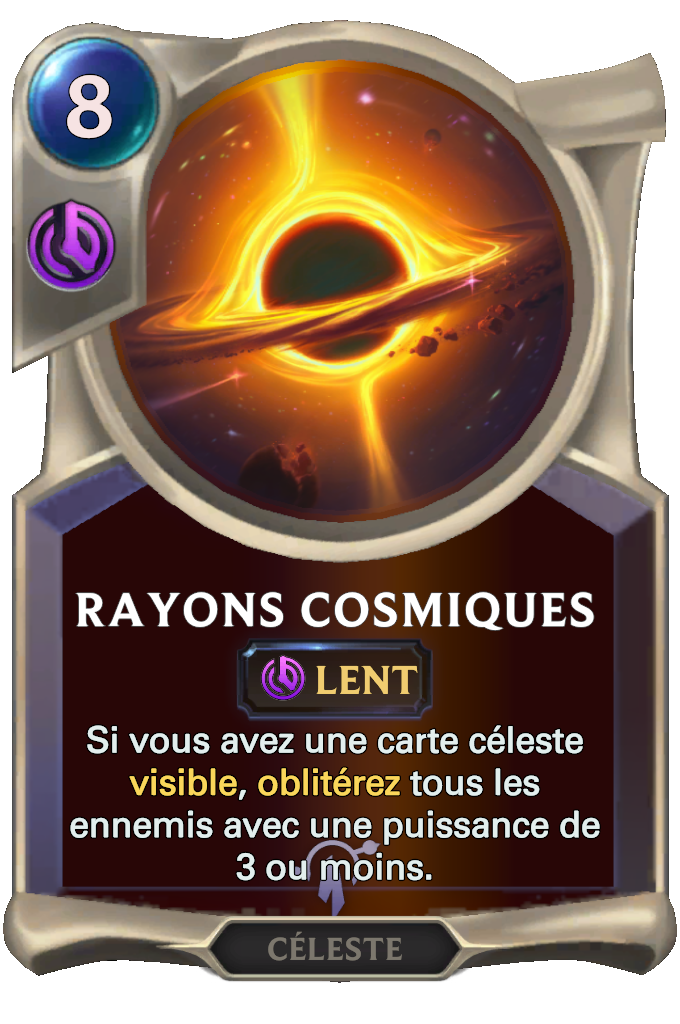 8
RAYONS COSMIQUES
LENT
Si vous avez une carte céleste
visible, oblitérez tous les
ennemis avec une puissance de
3 ou moins.
CÉLESTE